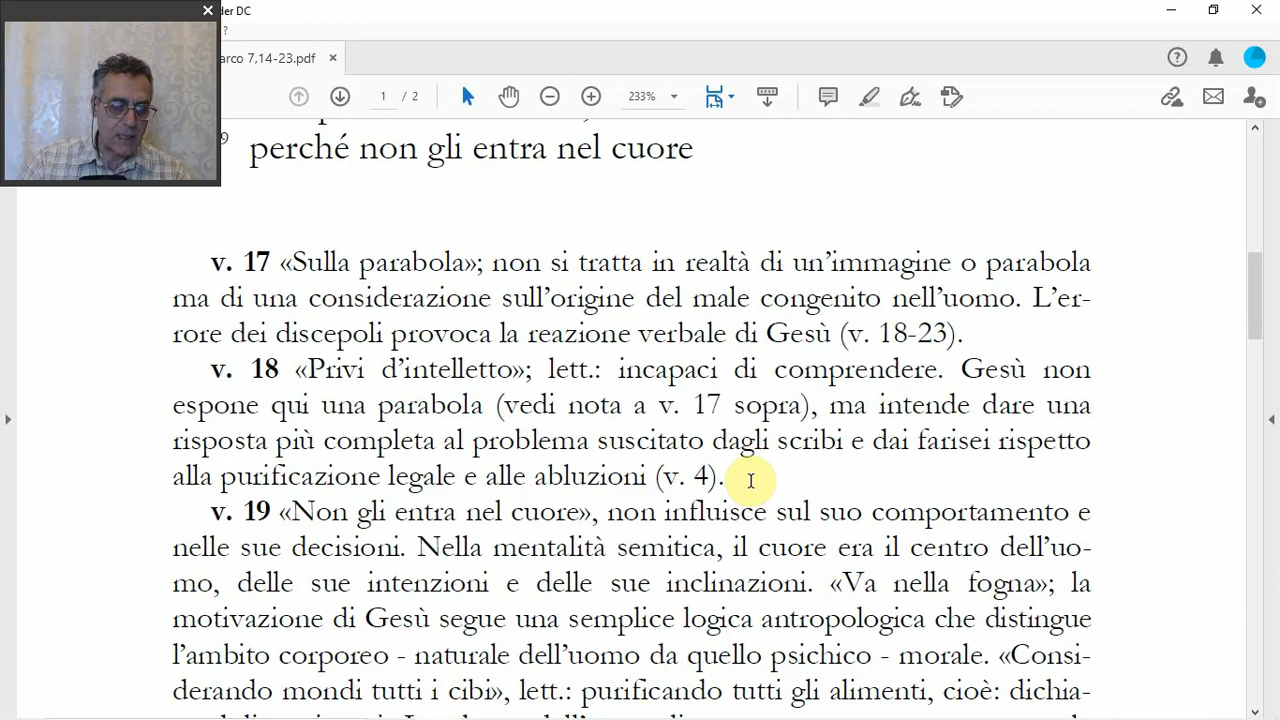 der DC
?
arco 7,14-23.pdf
1 / 2
233%
9
perché non gli entra nel cuore
v. 17 «Sulla parabola»; non si tratta in realtà di un’immagine o parabola
ma di una considerazione sull’origine del male congenito nell’uomo. L’er-
rore dei discepoli provoca la reazione verbale di Gesù (v. 18-23).
v. 18 «Privi d’intelletto»; lett.: incapaci di comprendere. Gesù non
espone qui una parabola (vedi nota a v. 17 sopra), ma intende dare una
risposta più completa al problema suscitato dagli scribi e dai farisei rispetto
alla purificazione legale e alle abluzioni (v. 4).
v. 19 «Non gli entra nel cuore», non influisce sul suo comportamento e
nelle sue decisioni. Nella mentalità semitica, il cuore era il centro dell’uo-
mo, delle sue intenzioni e delle sue inclinazioni. «Va nella fogna»; la
motivazione di Gesù segue una semplice logica antropologica che distingue
l’ambito corporeo - naturale dell’uomo da quello psichico - morale. «Consi-
derando mondi tutti i cibi», lett.: purificando tutti gli alimenti, cioè: dichia-